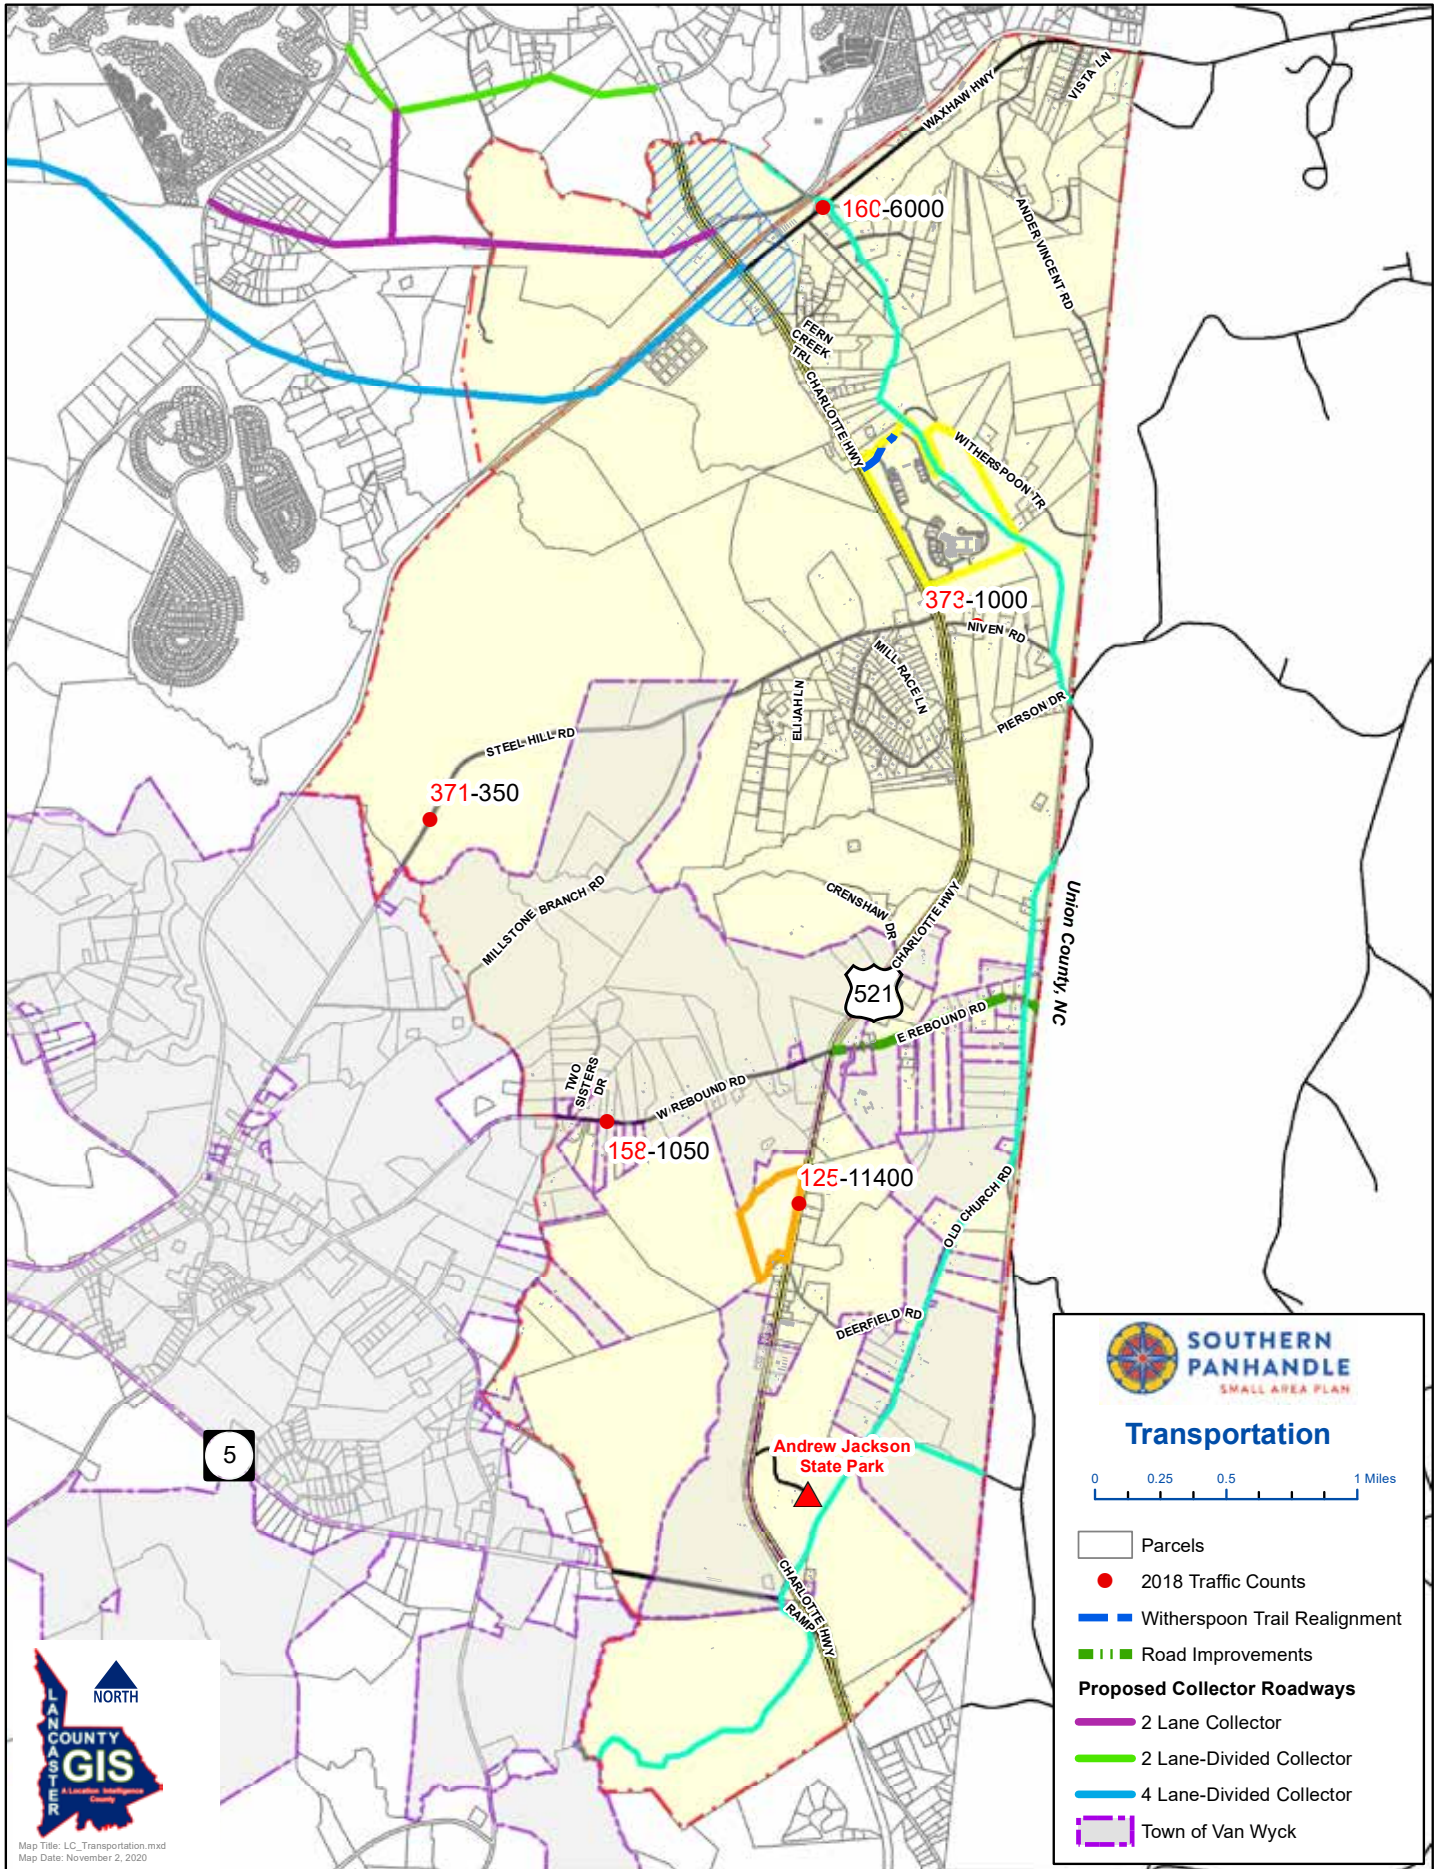 WAXHAW HWY
VISTA LN
160-6000
ANDER VINCENT RD
FERN
CREEK
TRL
CHARLOTTE HWY
WITHERSPOON TR
373-1000
NIVEN RD
MILL RACE LN
ELIJAH LN
PIERSON DR
STEEL HILL RD
371-350
MILLSTONE BRANCH RD
CRENSHAW
DR
CHARLOTTE HWY
Union County, NC
521
E REBOUND RD
TWO
SISTERS
DR
W REBOUND RD
158-1050
125-11400
OLD CHURCH RD
DEERFIELD RD
5
Andrew Jackson
State Park
CHARLOTTE HWY
RAMP
SOUTHERN
PANHANDLE
SMALL AREA PLAN
Transportation
0 0.25 0.5 1 Miles
Parcels
2018 Traffic Counts
Witherspoon Trail Realignment
Road Improvements
Proposed Collector Roadways
2 Lane Collector
2 Lane-Divided Collector
4 Lane-Divided Collector
Town of Van Wyck
NORTH
LANCASTER
COUNTY
GIS
A Location Intelligence
County
Map Title: LC_Transportation.mxd
Map Date: November 2, 2020